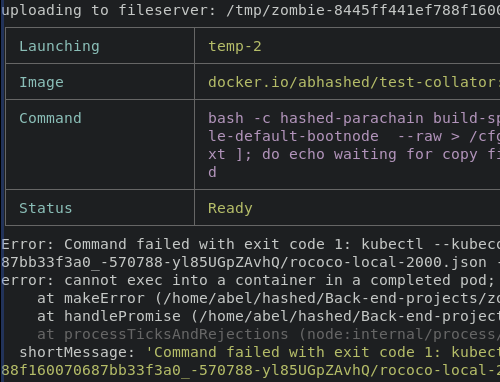 uploading to fileserver: /tmp/zombie-8445ff441ef788f1600
Launching temp-2
Image docker.io/abhashed/test-collator:
Command bash -c hashed-parachain build-sp
le-default-bootnode  --raw > /cfg
xt ]; do echo waiting for copy fi
d
Status Ready
Error: Command failed with exit code 1: kubectl --kubeco
87bb33f3a0_-570788-yl85UGpZAvhQ/rococo-local-2000.json -
error: cannot exec into a container in a completed pod;
at makeError (/home/abel/hashed/Back-end-projects/zo
at handlePromise (/home/abel/hashed/Back-end-project
at processTicksAndRejections (node:internal/process/
shortMessage: 'Command failed with exit code 1: kubect
88f160070687bb33f3a0_-570788-yl85UGpZAvhQ/rococo-local-2